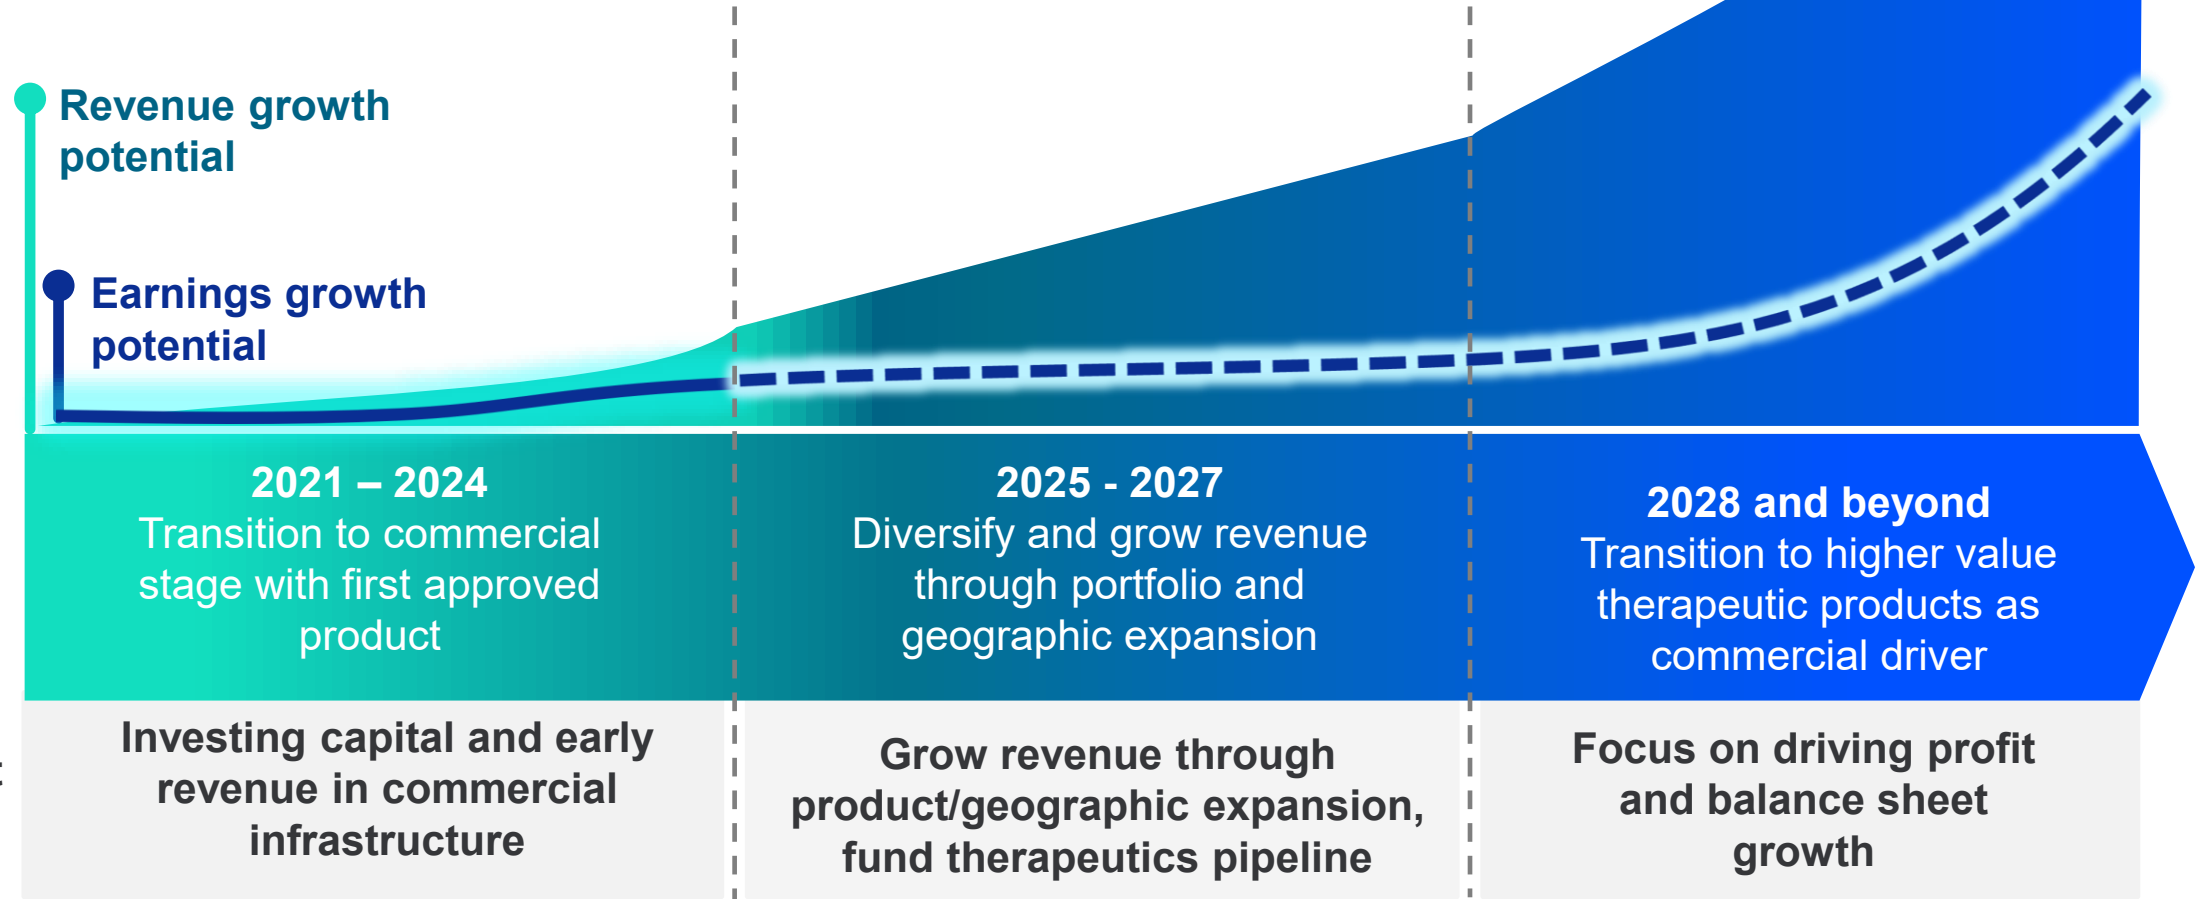 Revenue growth
potential
Earnings growth
potential
2021 – 2024
Transition to commercial
stage with first approved
product
2025 - 2027
Diversify and grow revenue
through portfolio and
geographic expansion
2028 and beyond
Transition to higher value
therapeutic products as
commercial driver
Investing capital and early
revenue in commercial
infrastructure
Grow revenue through
product/geographic expansion,
fund therapeutics pipeline
Focus on driving profit
and balance sheet
growth